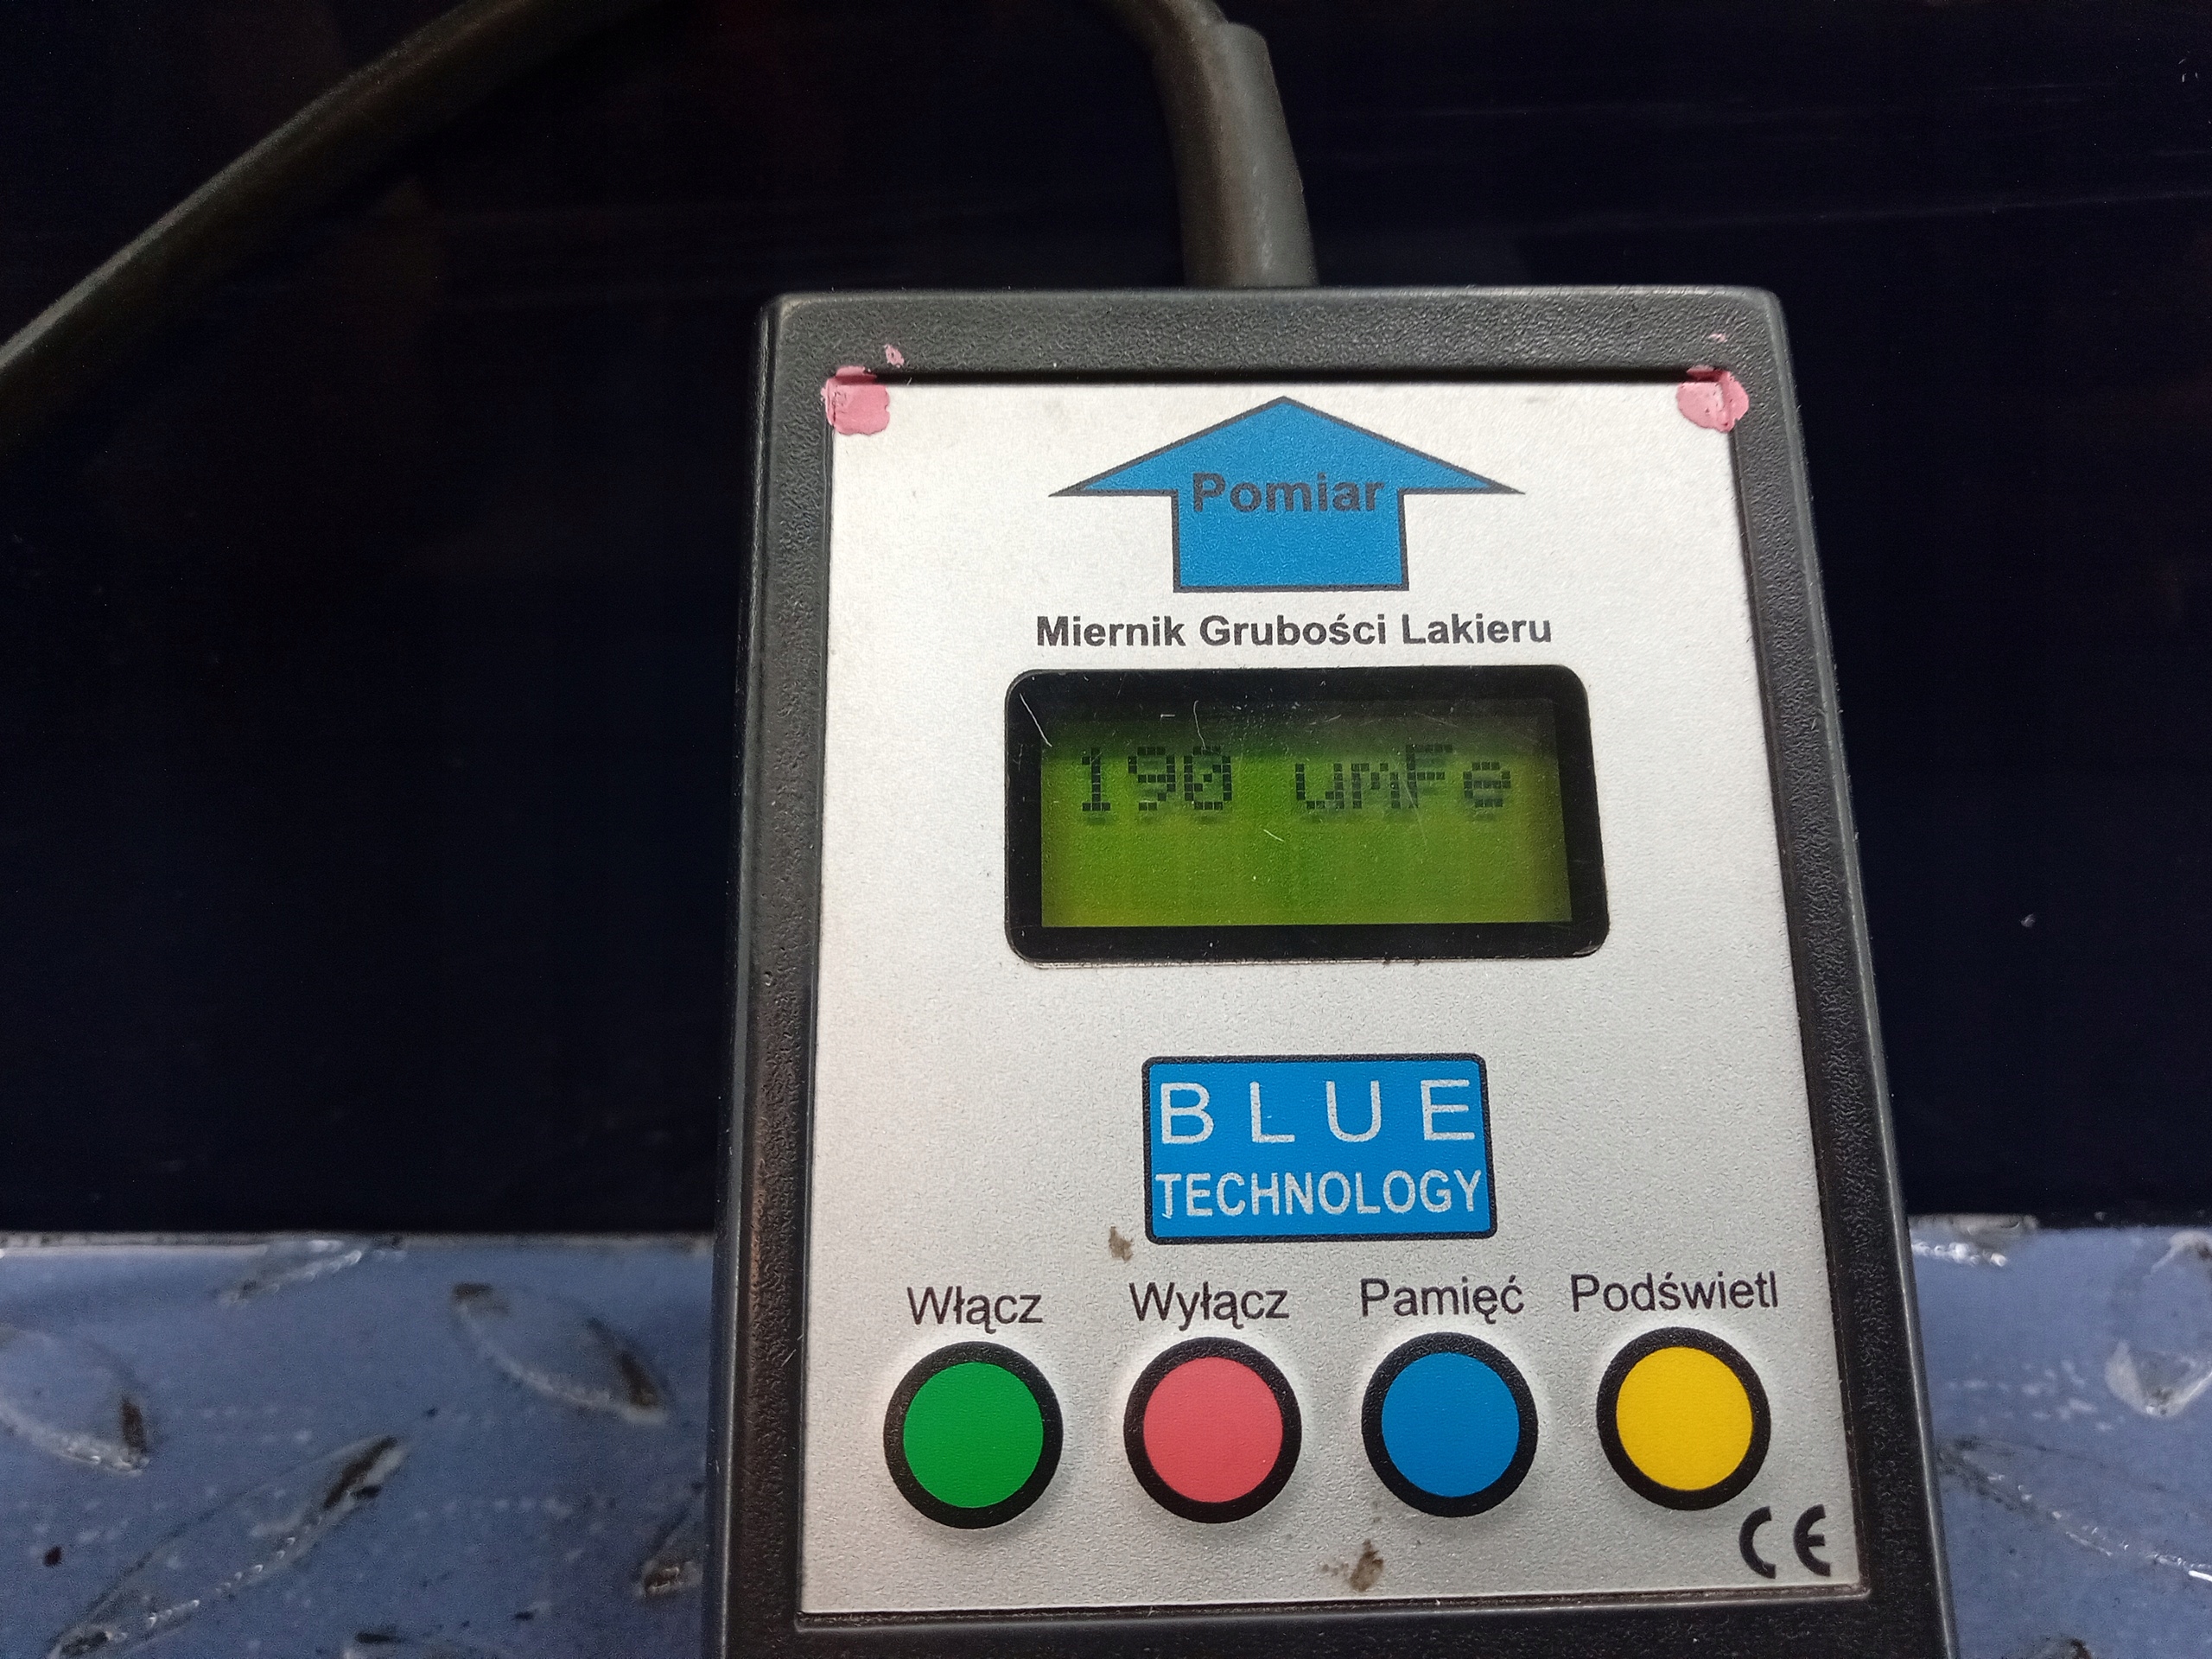 Pomiar
Miernik Grubości Lakieru
190 umFe
BLUE
TECHNOLOGY
Włącz Wyłącz Pamięć Podświetl
CE